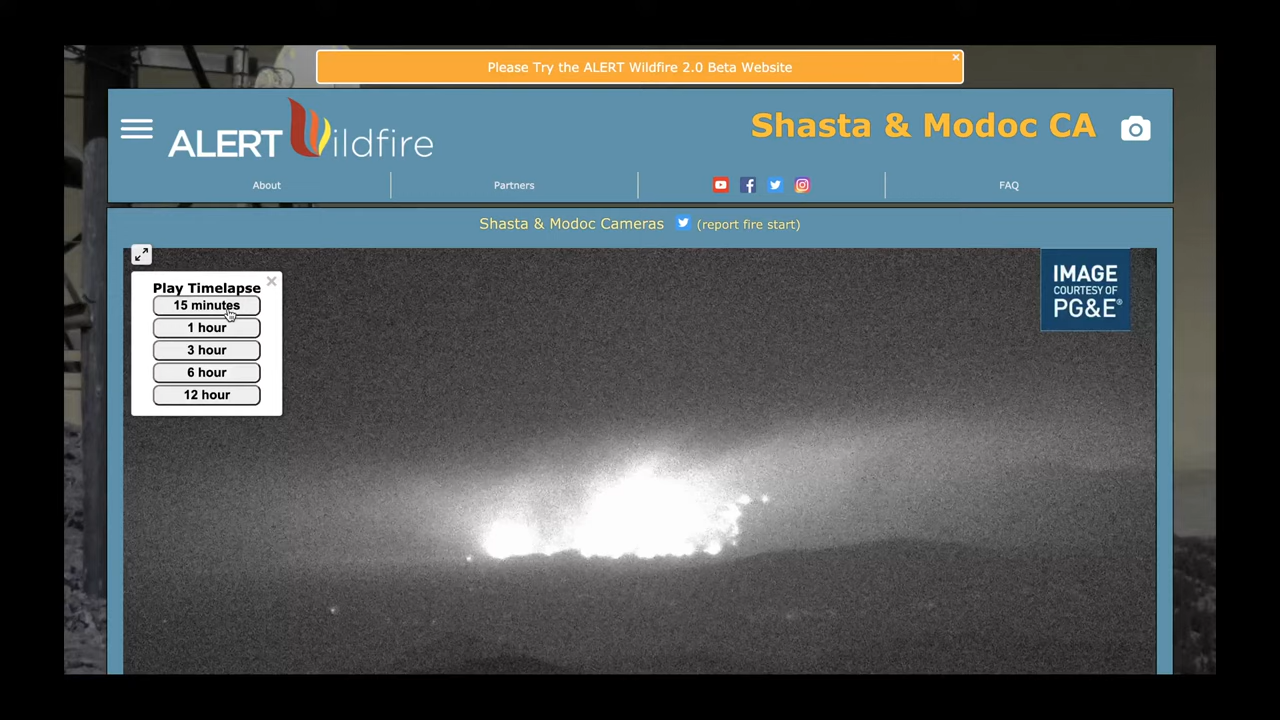 Please Try the ALERT Wildfire 2.0 Beta Website
×
ALERT Wildfire
Shasta & Modoc CA
About
Partners
FAQ
Shasta & Modoc Cameras (report fire start)
Play Timelapse
×
15 minutes
1 hour
3 hour
6 hour
12 hour
IMAGE
COURTESY OF
PG&E®